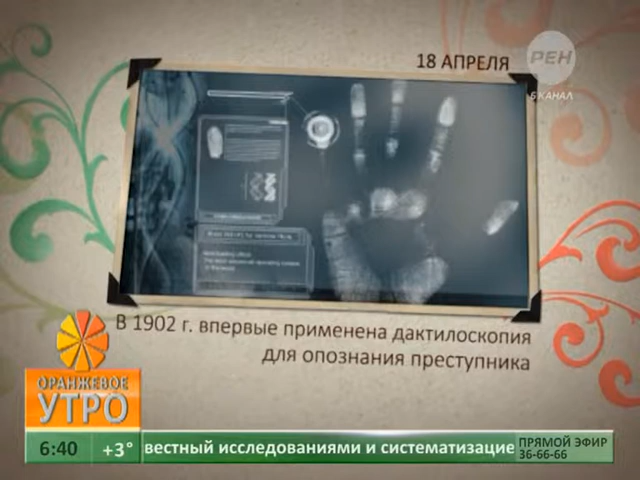 18 АПРЕЛЯ
РЕН
6 КАНАЛ
В 1902 г. впервые применена дактилоскопия
для опознания преступника
ОРАНЖЕВОЕ
УТРО
6:40
+3°
вестный исследованиями и систематизацие
ПРЯМОЙ ЭФИР
36-66-66